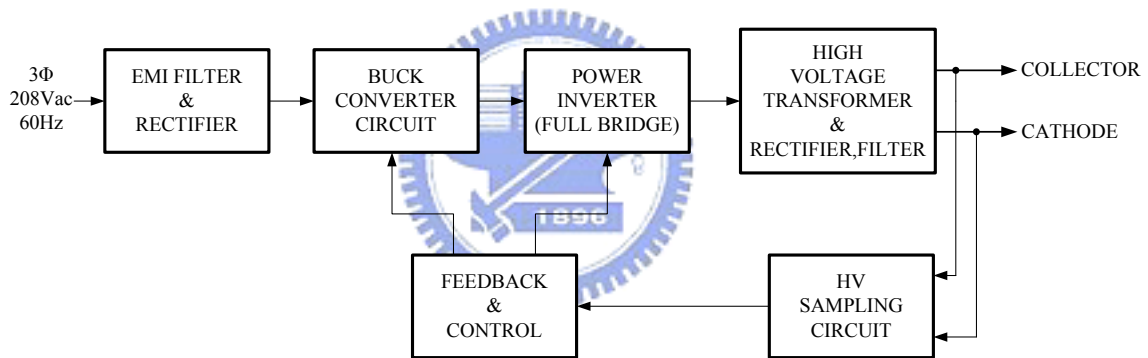 3Φ
208Vac
60Hz
EMI FILTER
&
RECTIFIER
BUCK
CONVERTER
CIRCUIT
POWER
INVERTER
(FULL BRIDGE)
HIGH
VOLTAGE
TRANSFORMER
&
RECTIFIER,FILTER
COLLECTOR
CATHODE
1896
FEEDBACK
&
CONTROL
HV
SAMPLING
CIRCUIT